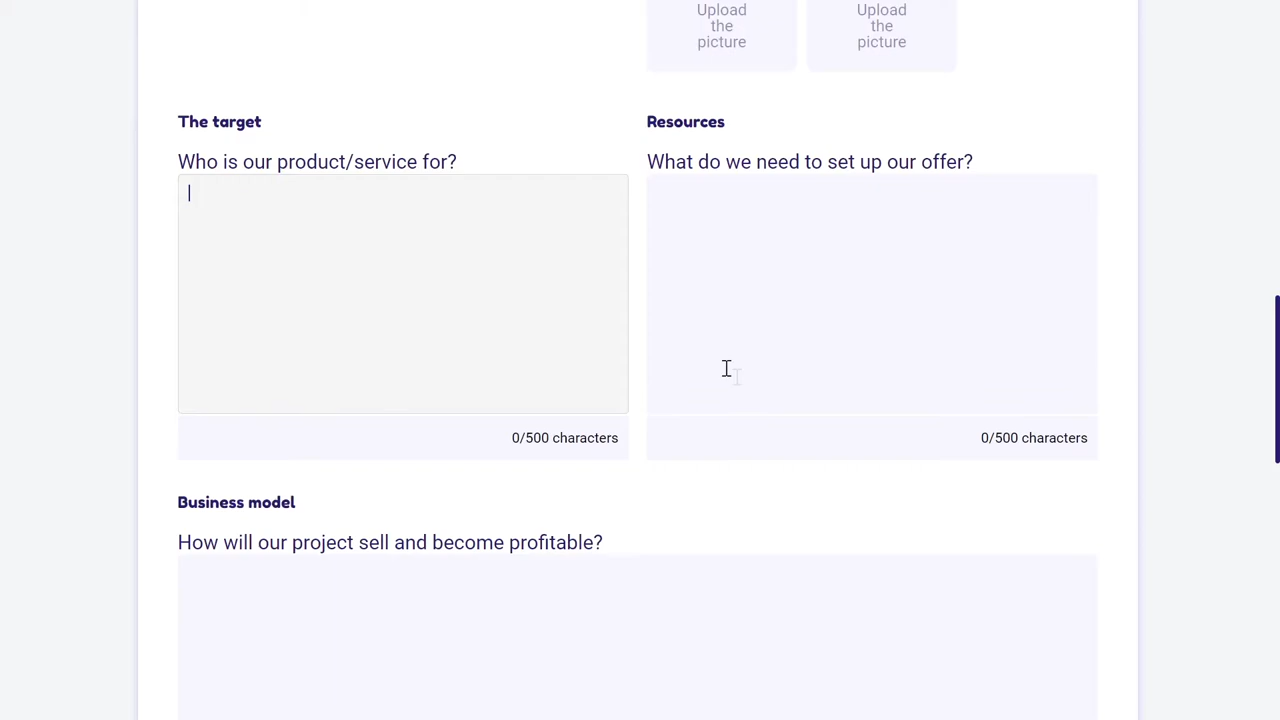 Upload
the
picture
Upload
the
picture
The target
Who is our product/service for?
0/500 characters
Resources
What do we need to set up our offer?
0/500 characters
Business model
How will our project sell and become profitable?